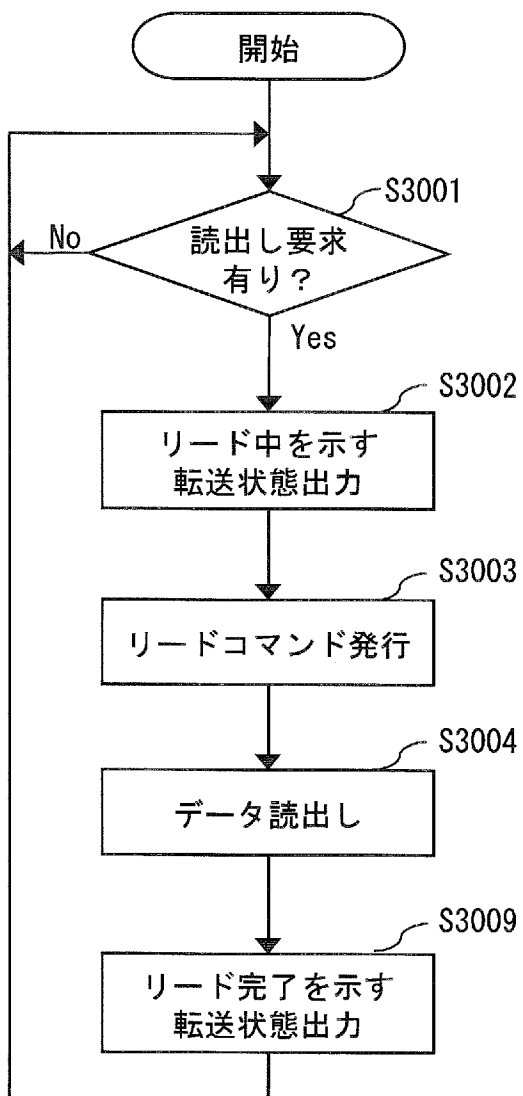 開始
S3001
読出し要求
有り?
No
Yes
S3002
リード中を示す
転送状態出力
S3003
リードコマンド発行
S3004
データ読出し
S3009
リード完了を示す
転送状態出力